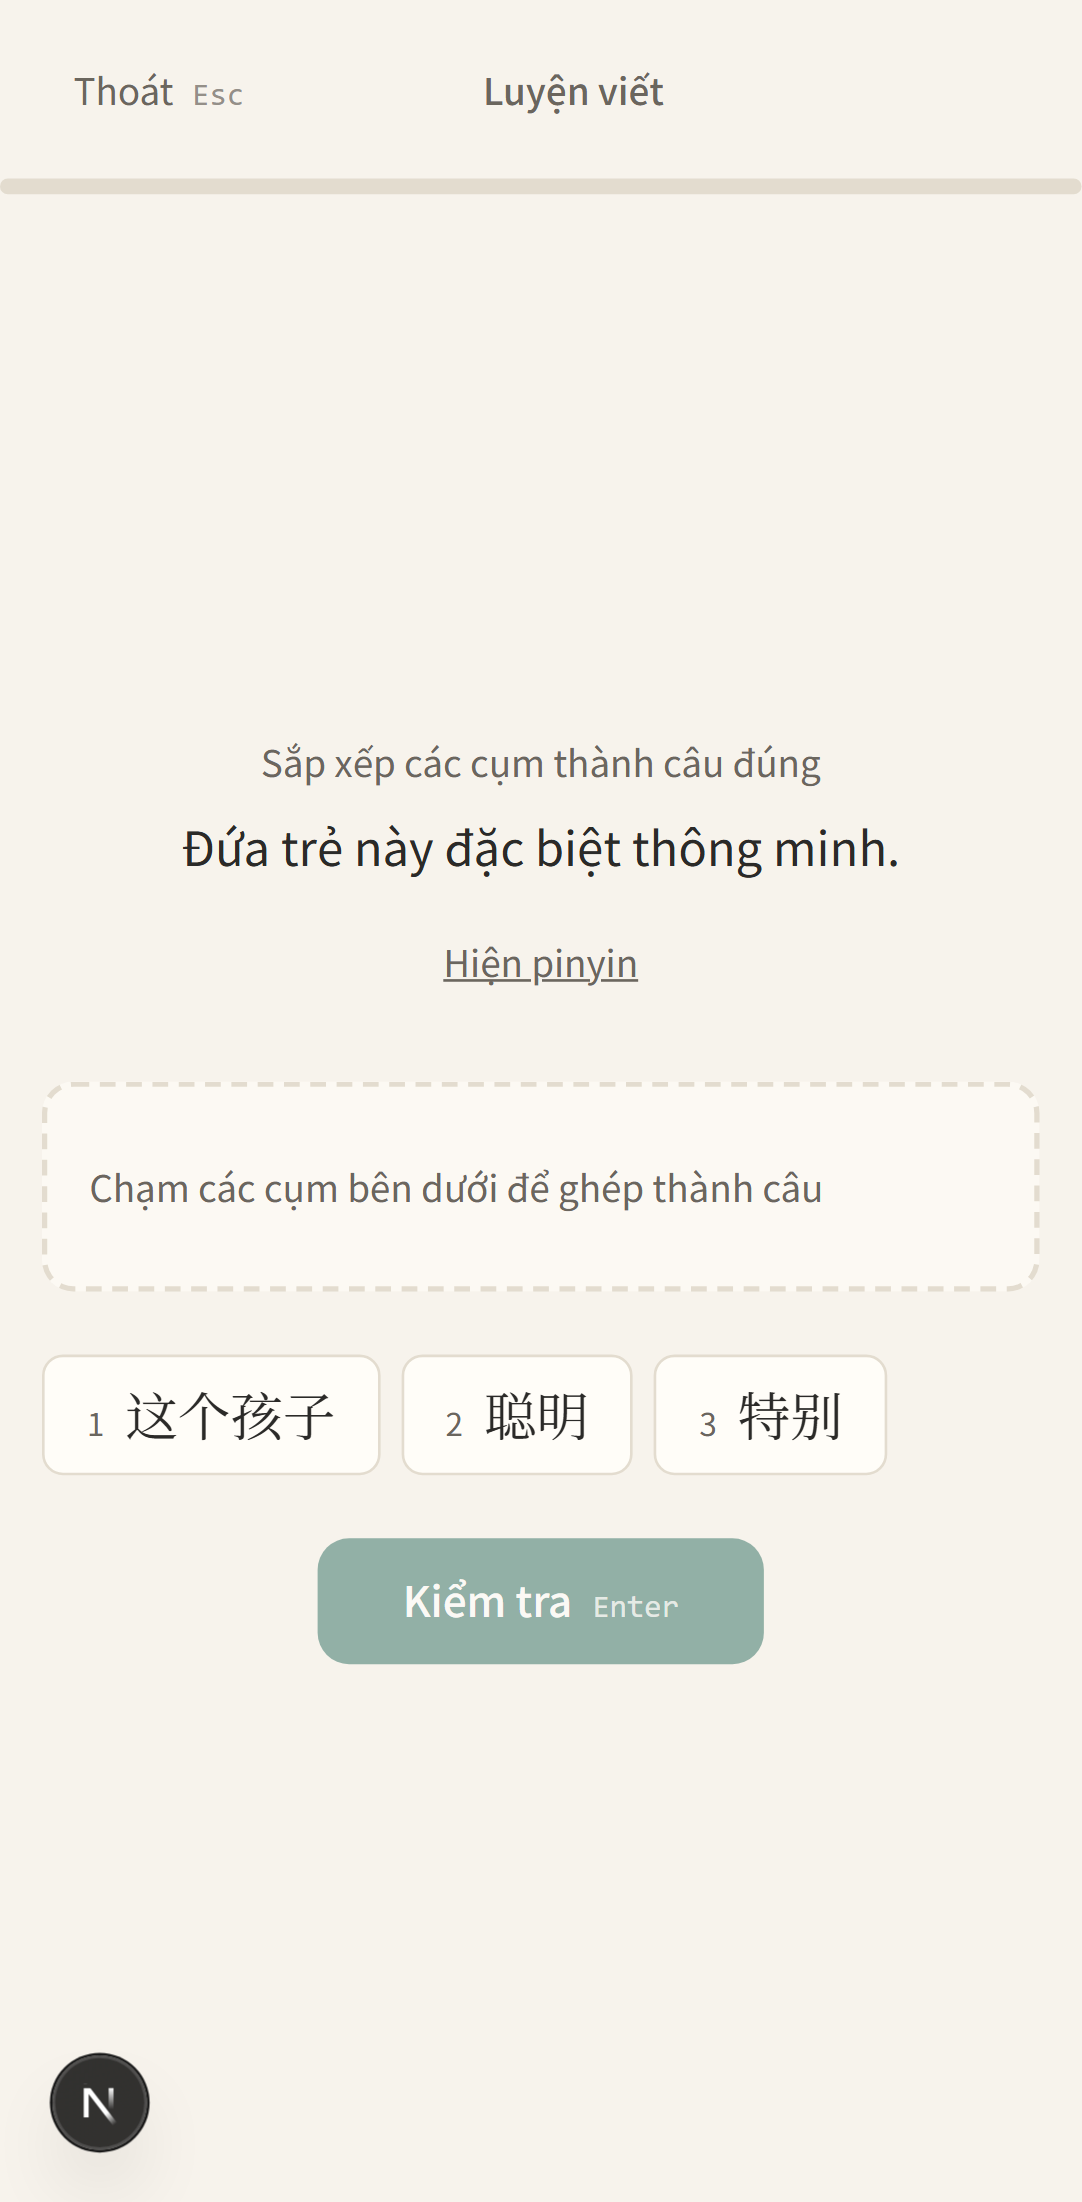 Thoát Esc Luyện viết
Sắp xếp các cụm thành câu đúng
Đứa trẻ này đặc biệt thông minh.
Hiện pinyin
Chạm các cụm bên dưới để ghép thành câu
1 这个孩子 2 聪明 3 特别
Kiểm tra Enter
N